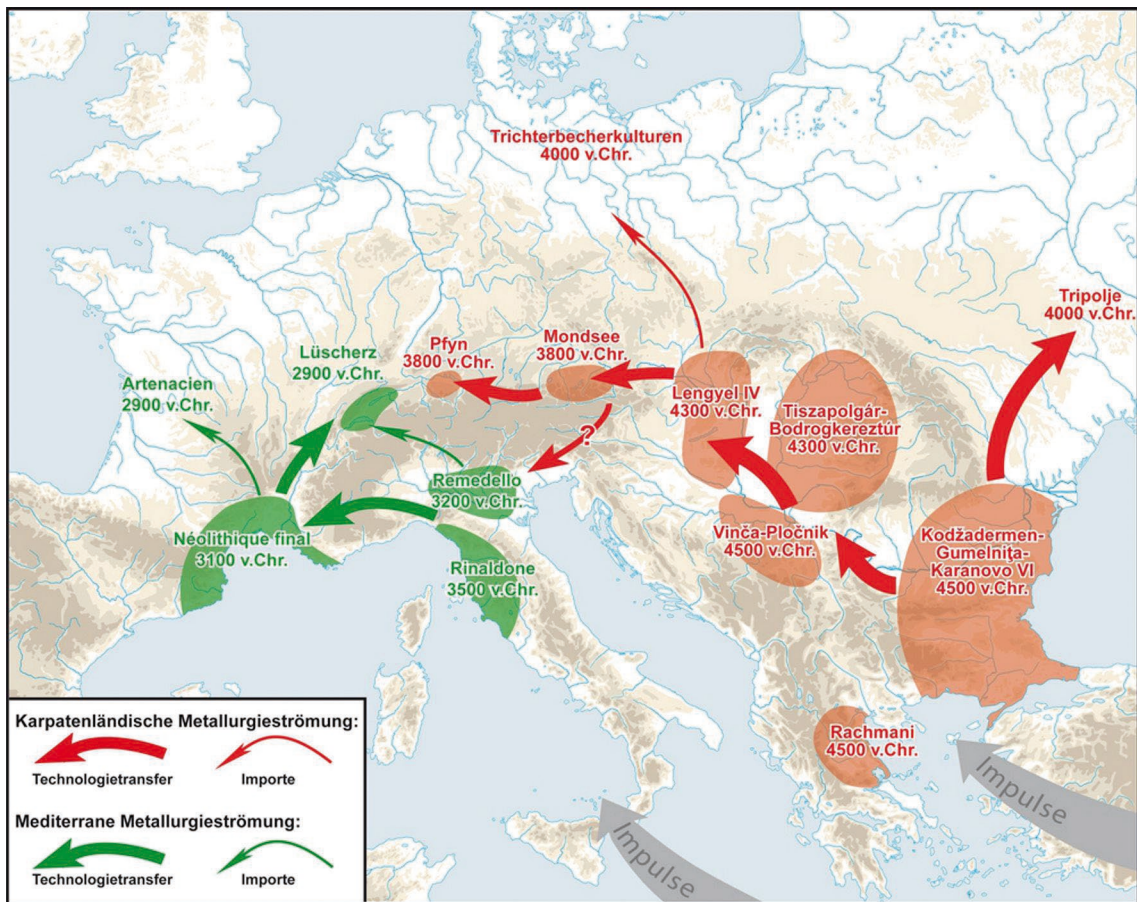 Trichterbecherkulturen
4000 v.Chr.
Tripolje
4000 v.Chr.
Mondsee
3800 v.Chr.
Pfyn
3800 v.Chr.
Lüscherz
2900 v.Chr.
Artenacien
2900 v.Chr.
Lengyel IV
4300 v.Chr.
Tiszapolgár-
Bodrogkereztúr
4300 v.Chr.
?
Remedello
3200 v.Chr.
Néolithique final
3100 v.Chr.
Rinaldone
3500 v.Chr.
Vinča-Pločnik
4500 v.Chr.
Kodžadermen-
Gumelniţa-
Karanovo VI
4500 v.Chr.
Rachmani
4500 v.Chr.
Impulse
Impulse
Karpatenländische Metallurgieströmung:
Technologietransfer Importe
Mediterrane Metallurgieströmung:
Technologietransfer Importe